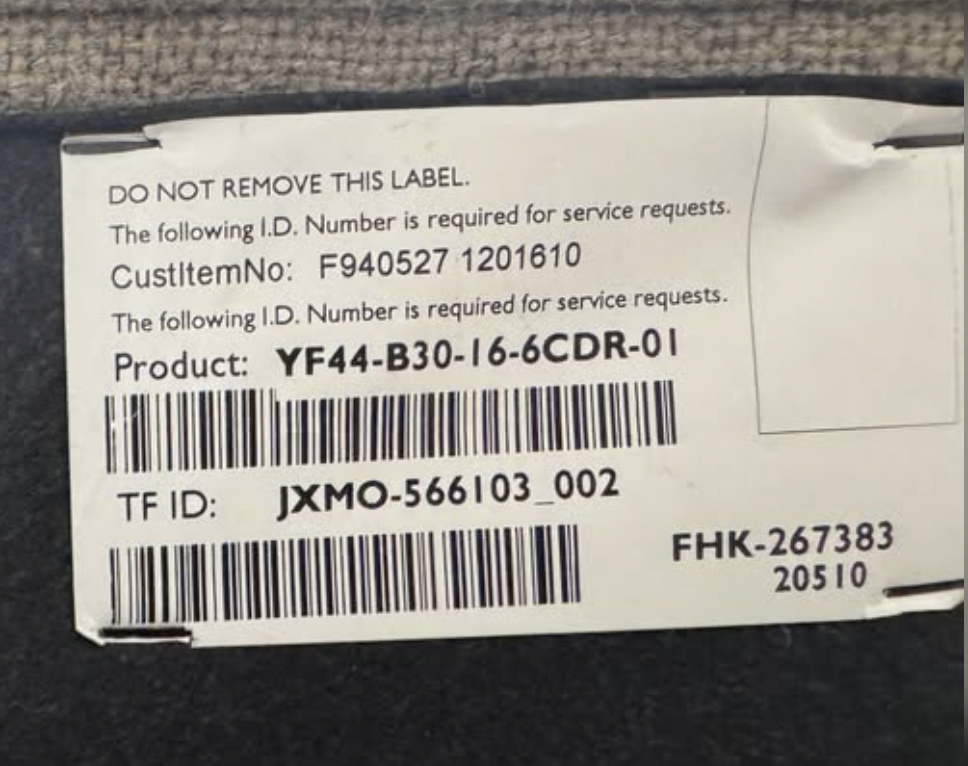 DO NOT REMOVE THIS LABEL.
The following I.D. Number is required for service requests.
CustItemNo: F940527 1201610
The following I.D. Number is required for service requests.
Product: YF44-B30-16-6CDR-01
TF ID: JXMO-566103_002
FHK-267383
20510